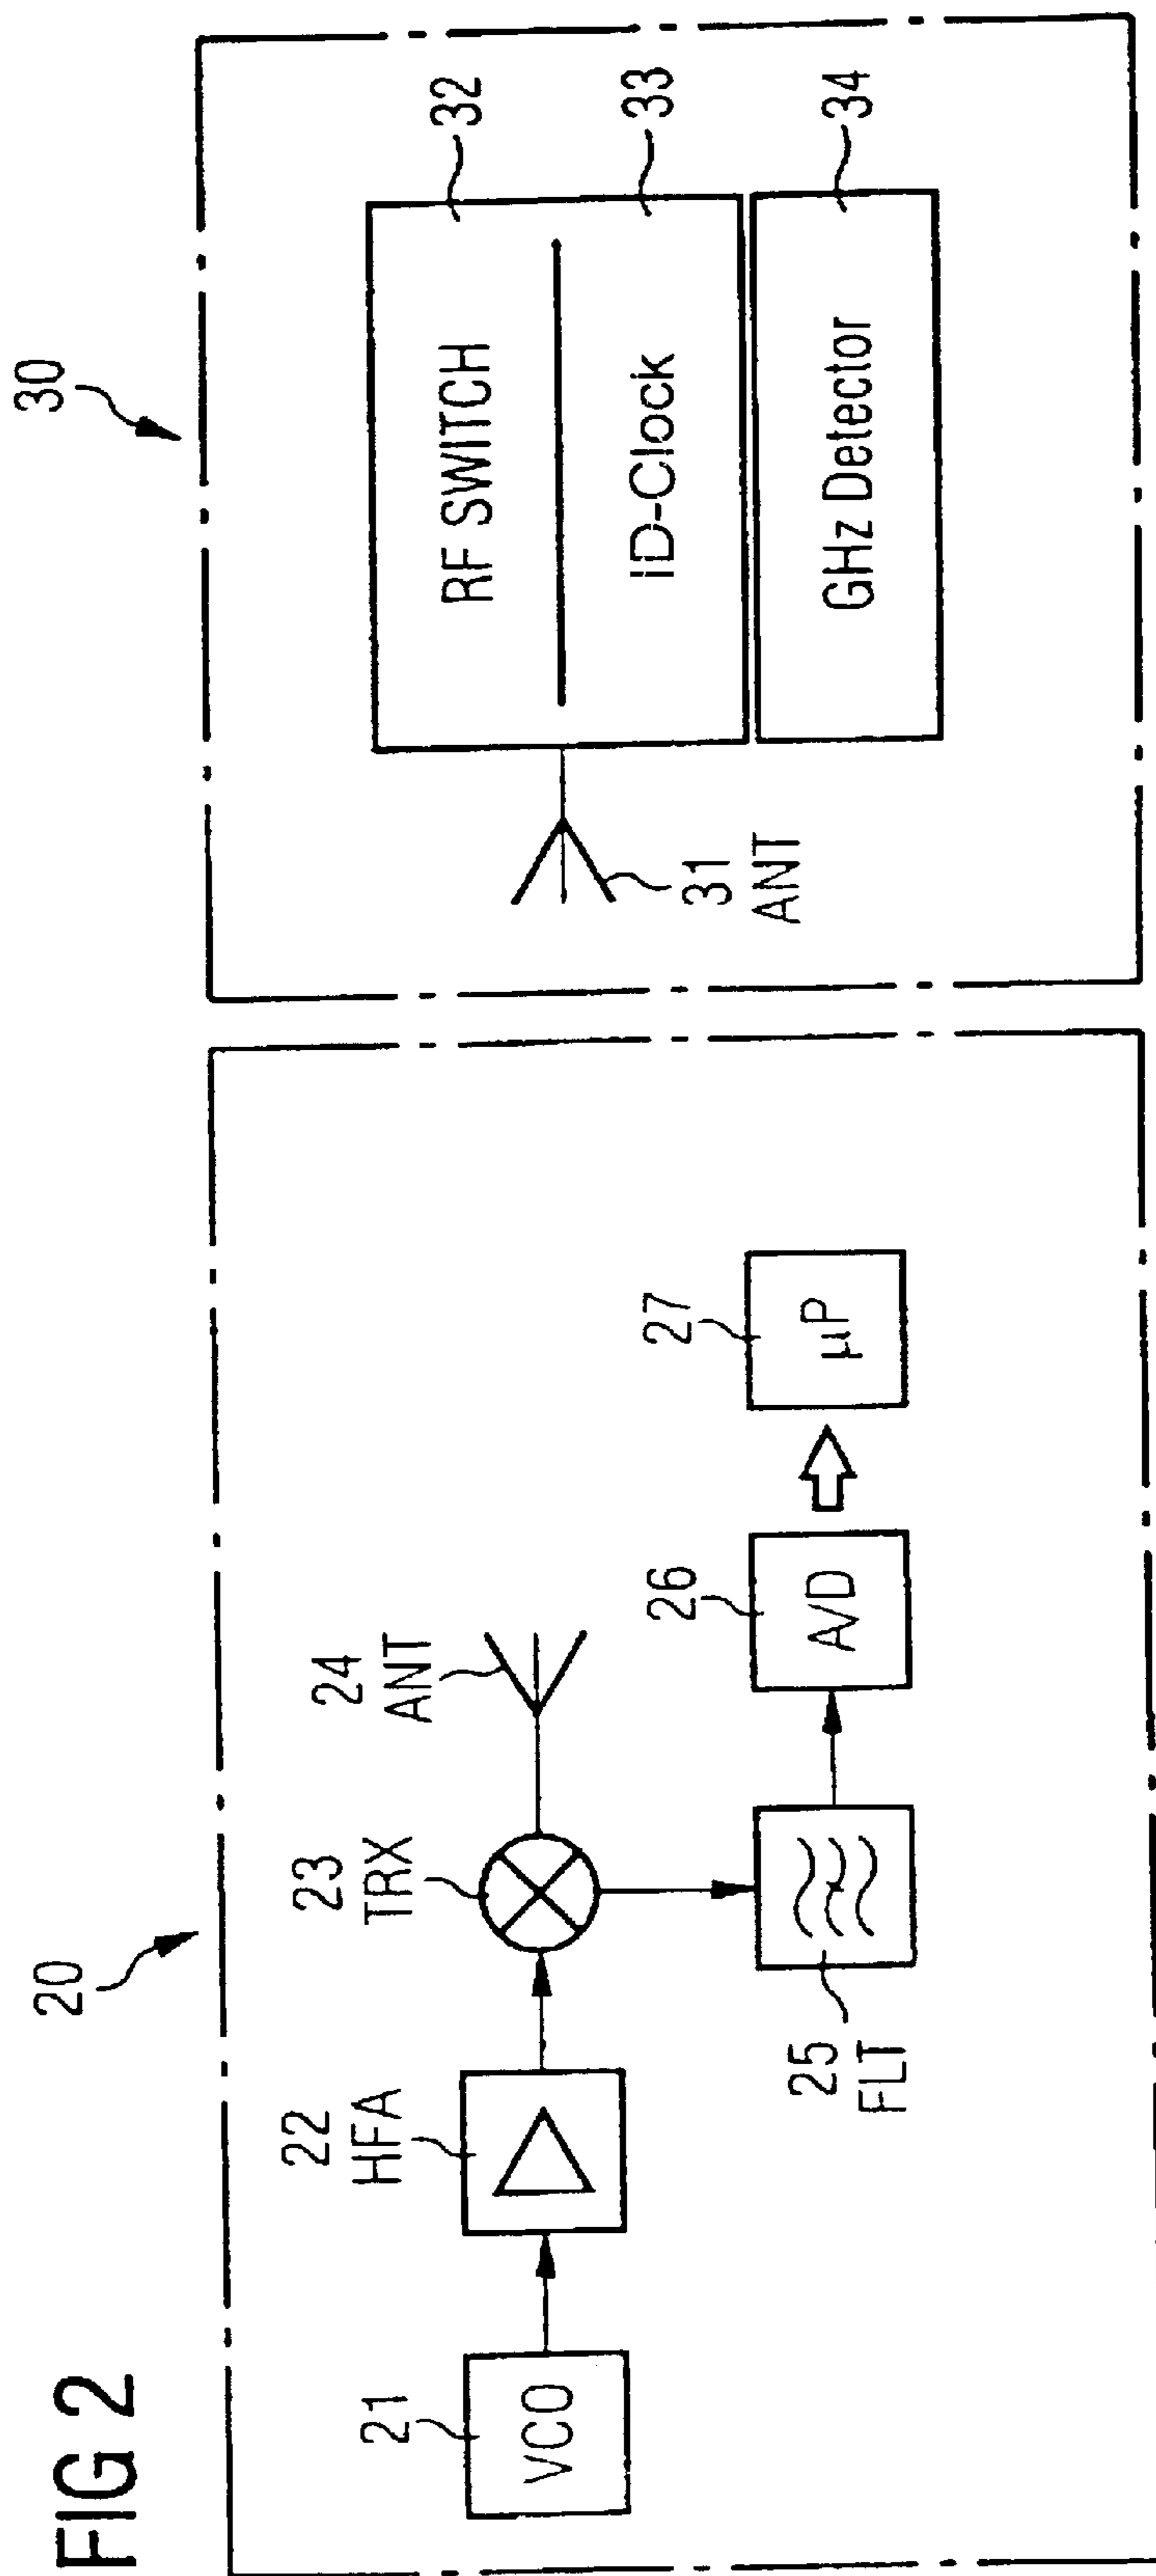 FIG 2
20
30
21
VCO
22
HFA
23
TRX
24
ANT
25
FLT
26
A/D
27
µP
31
ANT
RF SWITCH
32
iD-Clock
33
GHz Detector
34